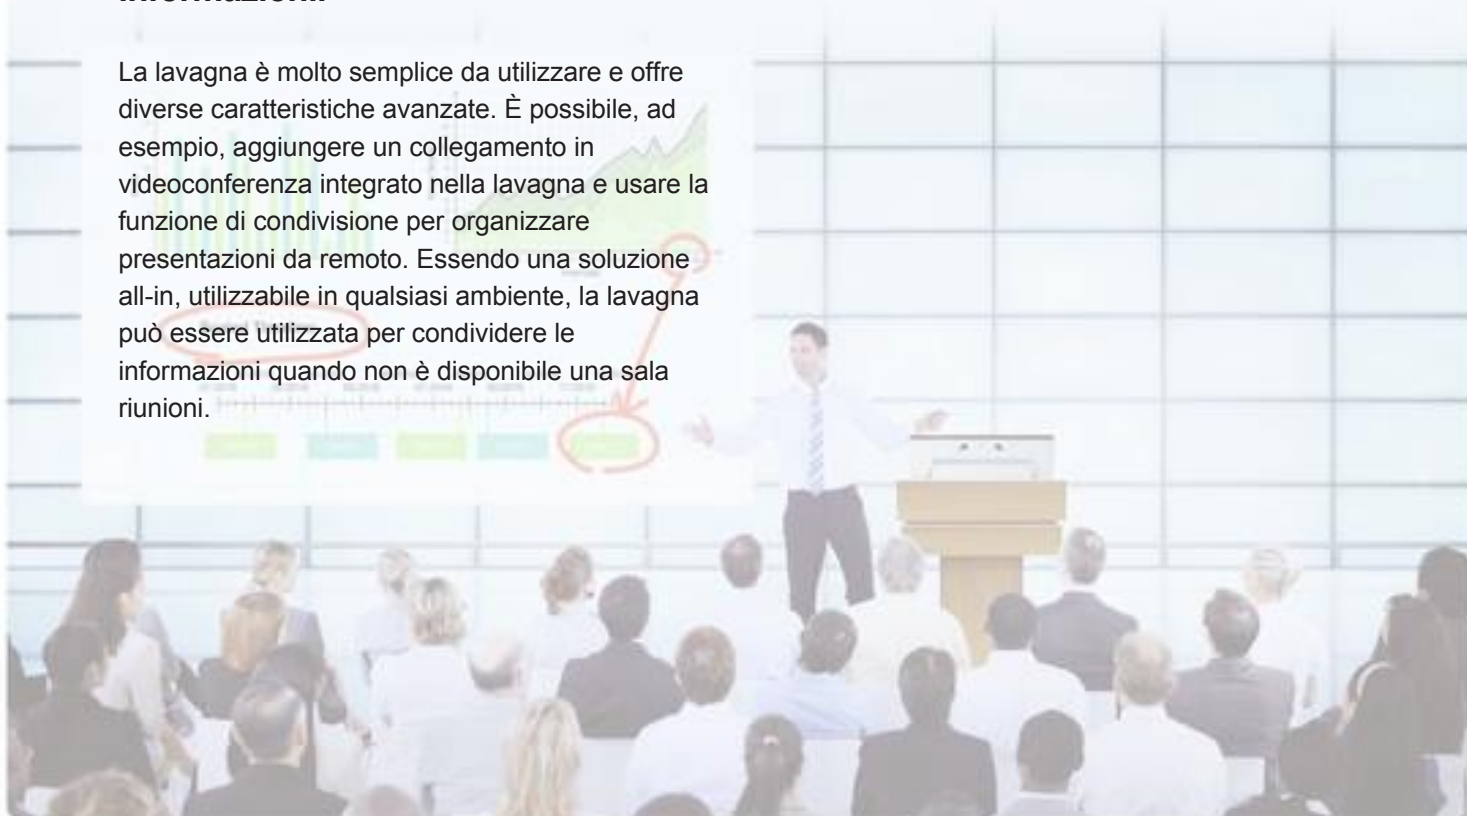 La lavagna è molto semplice da utilizzare e offre
diverse caratteristiche avanzate. È possibile, ad
esempio, aggiungere un collegamento in
videoconferenza integrato nella lavagna e usare la
funzione di condivisione per organizzare
presentazioni da remoto. Essendo una soluzione
all-in, utilizzabile in qualsiasi ambiente, la lavagna
può essere utilizzata per condividere le
informazioni quando non è disponibile una sala
riunioni.